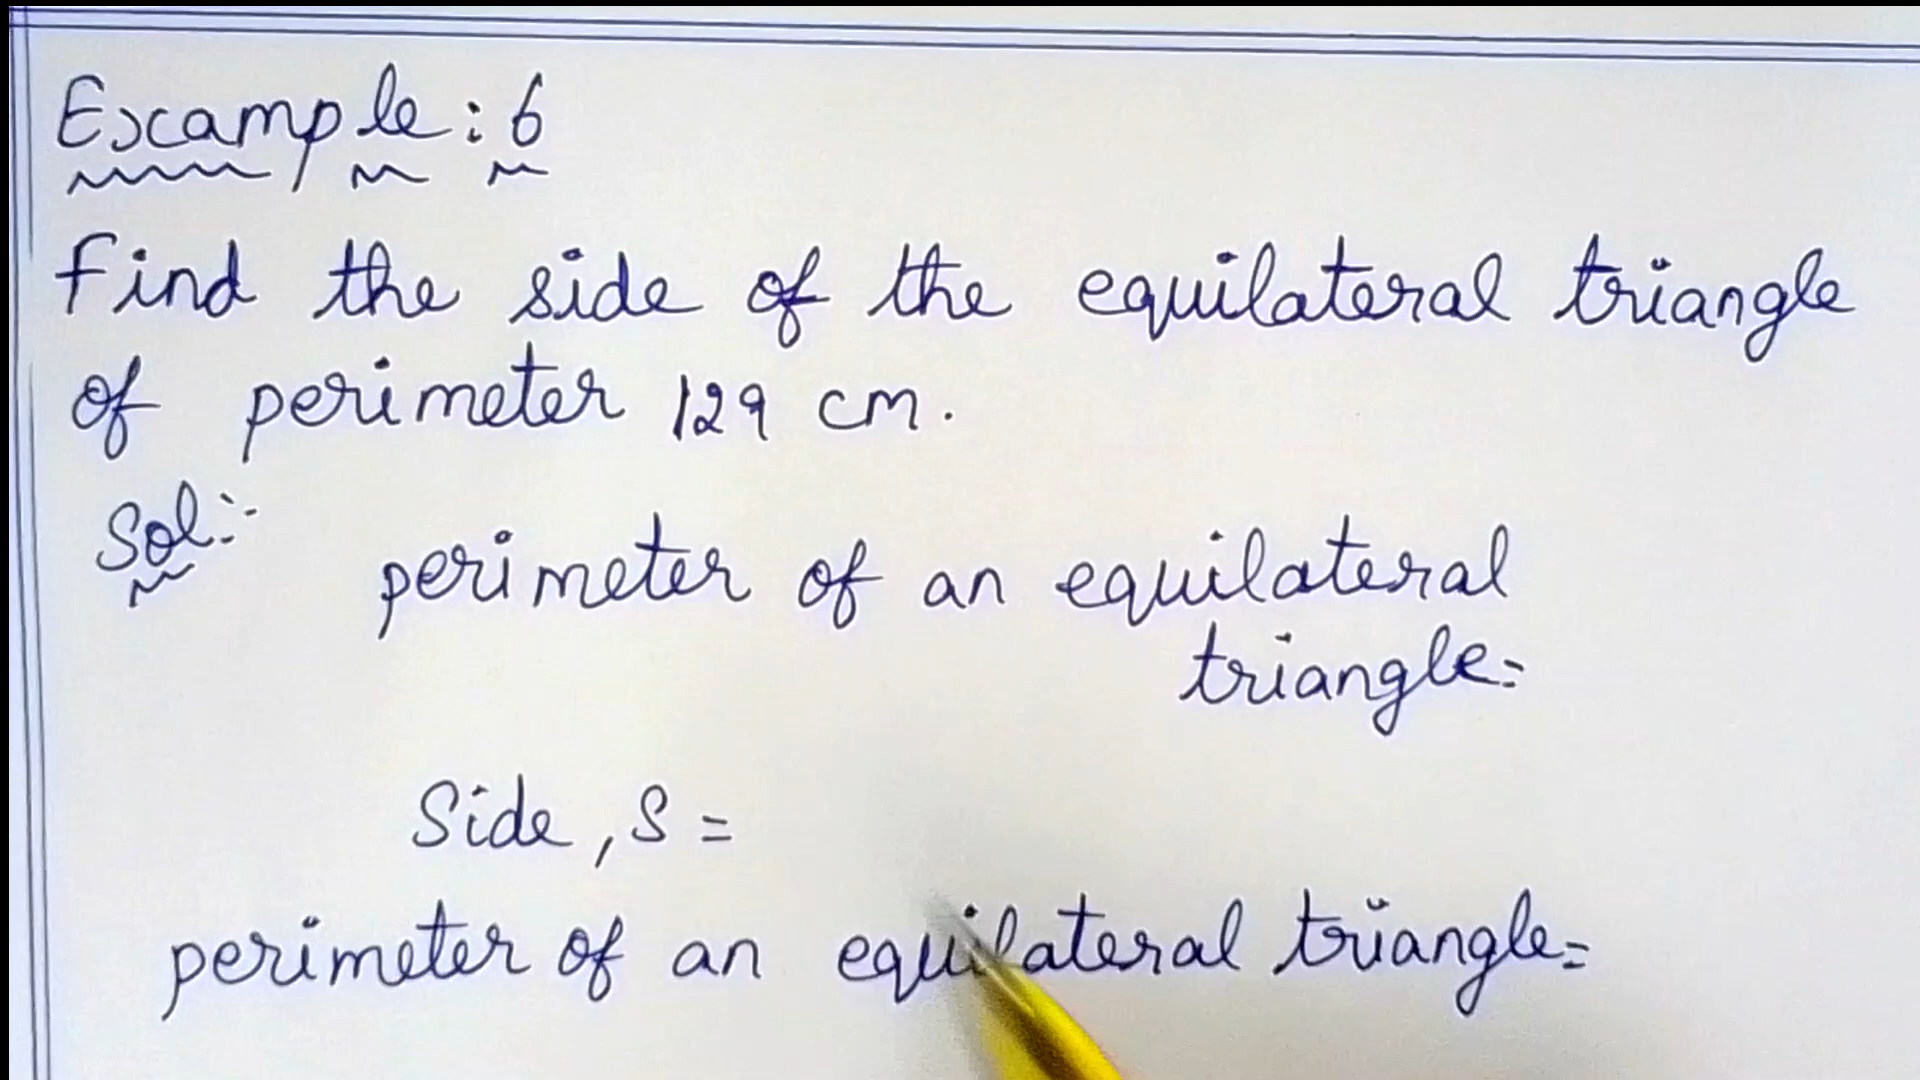 Example: 6
Find the side of the equilateral triangle
of perimeter 129 cm.
Sol:-
perimeter of an equilateral
triangle=
Side, S =
perimeter of an equilateral triangle=